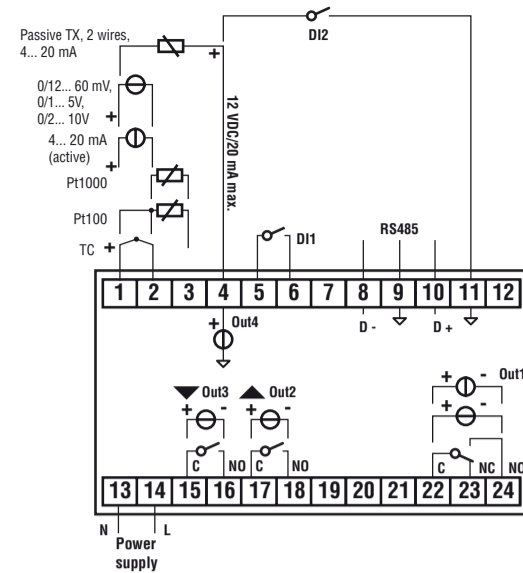 Passive TX, 2 wires,
4... 20 mA
DI2
0/12... 60 mV,
0/1... 5V,
0/2... 10V
4... 20 mA
(active)
12 VDC/20 mA max.
Pt1000
Pt100
TC
DI1
RS485
1 2 3 4 5 6 7 8 9 10 11 12
Out4
D - D +
Out3 Out2
Out1
C NO C NO
C NC NO
13 14 15 16 17 18 19 20 21 22 23 24
N L
Power
supply